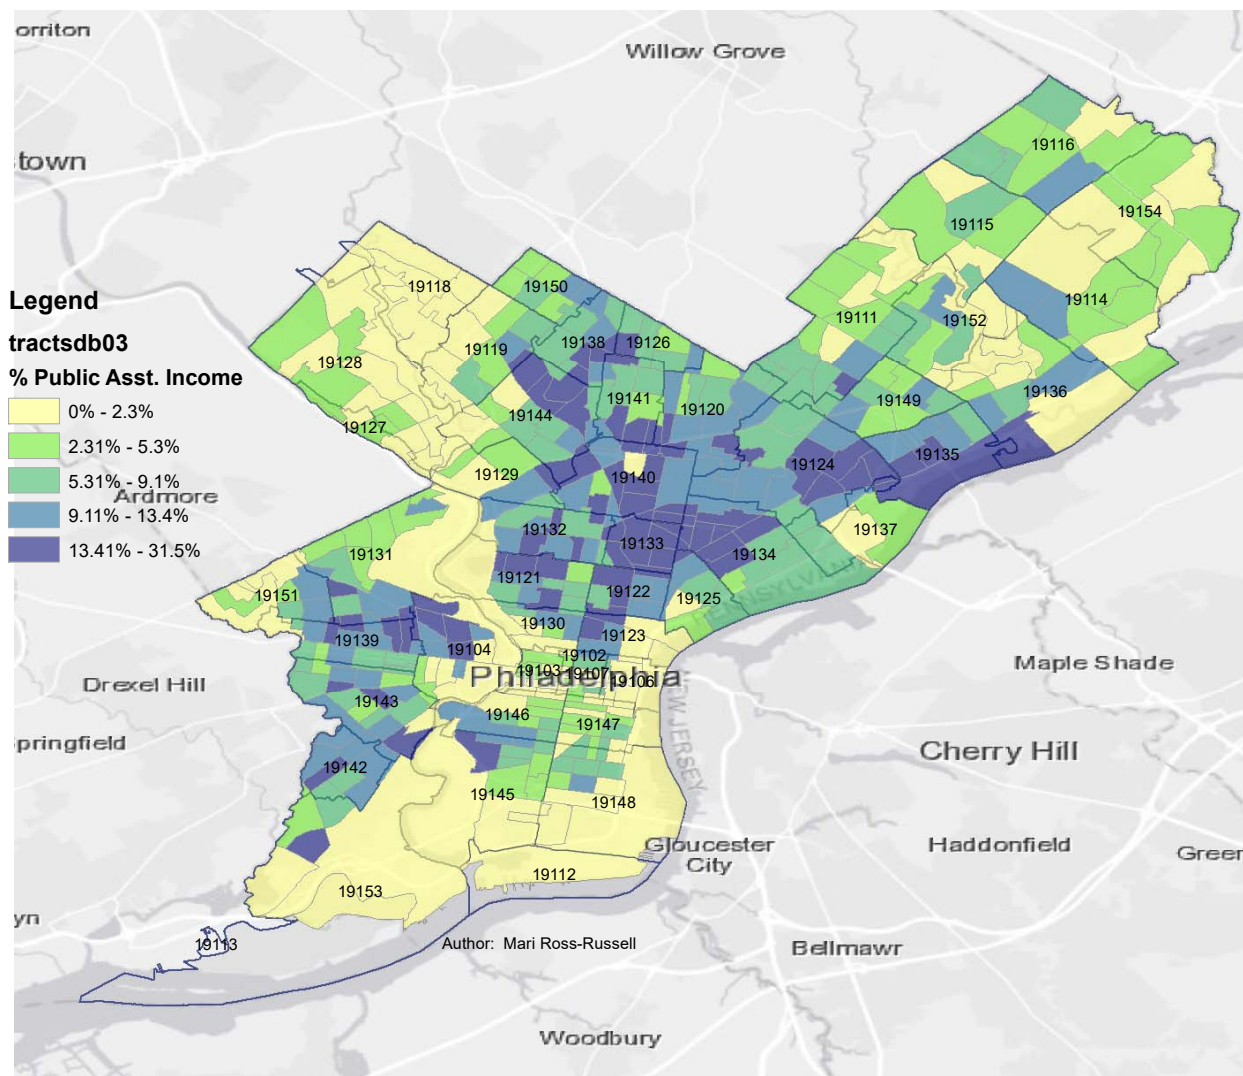 orriton
Willow Grove
19116
town
19154
19115
19118
19150
Legend
19114
19111
19152
tractsdb03
19138
19126
19119
19128
% Public Asst. Income
19136
0% - 2.3%
19141
19149
19120
19144
19127
2.31% - 5.3%
19135
19124
5.31% - 9.1%
19129
19140
Ardmore
9.11% - 13.4%
19132
19137
19133
13.41% - 31.5%
19131
19134
PENNSYLVANIA
19121
19122
19151
19125
19130
19123
19139
19104
19102
Maple Shade
19103
19107
Philadelphia
19106
Drexel Hill
19143
19146
19147
NEW JERSEY
Springfield
Cherry Hill
19142
19145
19148
Gloucester
City
Haddonfield
Green
19112
19153
yn
19113
Author: Mari Ross-Russell
Bellmawr
Woodbury